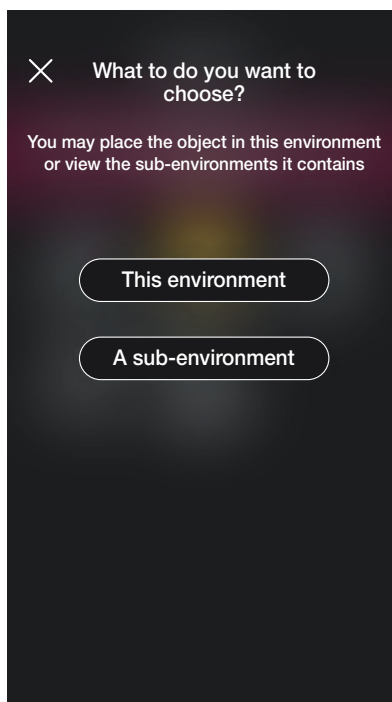 What to do you want to
choose?
You may place the object in this environment
or view the sub-environments it contains
This environment
A sub-environment